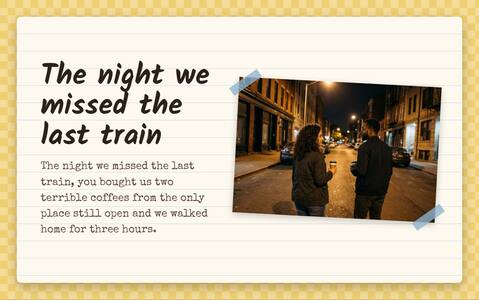 The night we
missed the
last train
The night we missed the last
train, you bought us two
terrible coffees from the only
place still open and we walked
home for three hours.